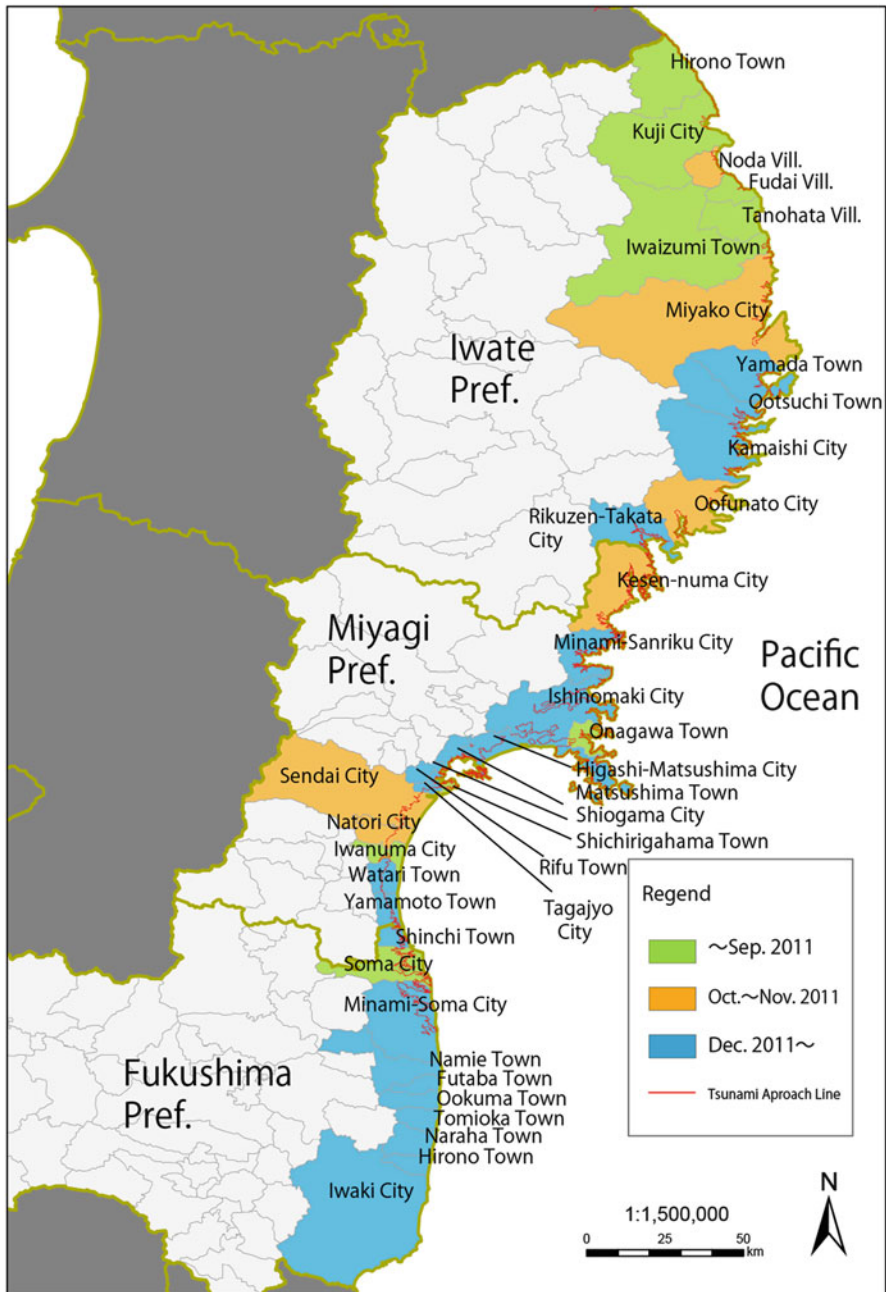 Hirono Town
Kuji City
Noda Vill.
Fudai Vill.
Tanohata Vill.
Iwaizumi Town
Miyako City
Iwate
Pref.
Yamada Town
Ootsuchi Town
Kamaishi City
Oofunato City
Rikuzen-Takata
City
Kesen-numa City
Miyagi
Pref.
Minami-Sanriku City
Pacific
Ocean
Ishinomaki City
Onagawa Town
Higashi-Matsushima City
Matsushima Town
Shiogama City
Shichirigahama Town
Rifu Town
Tagajyo
City
Sendai City
Natori City
Iwanuma City
Watari Town
Yamamoto Town
Shinchi Town
Soma City
Minami-Soma City
Fukushima
Pref.
Namie Town
Futaba Town
Ookuma Town
Tomioka Town
Naraha Town
Hirono Town
Iwaki City
Regend
～Sep. 2011
Oct.～Nov. 2011
Dec. 2011～
Tsunami Aproach Line
N
1:1,500,000
0 25 50
km